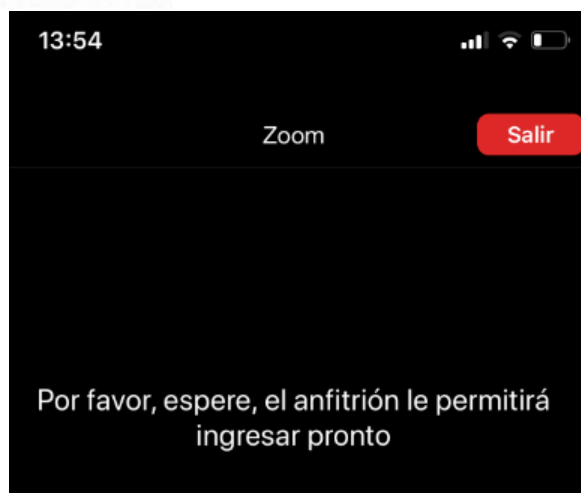 13:54
Zoom
Salir
Por favor, espere, el anfitrión le permitirá
ingresar pronto